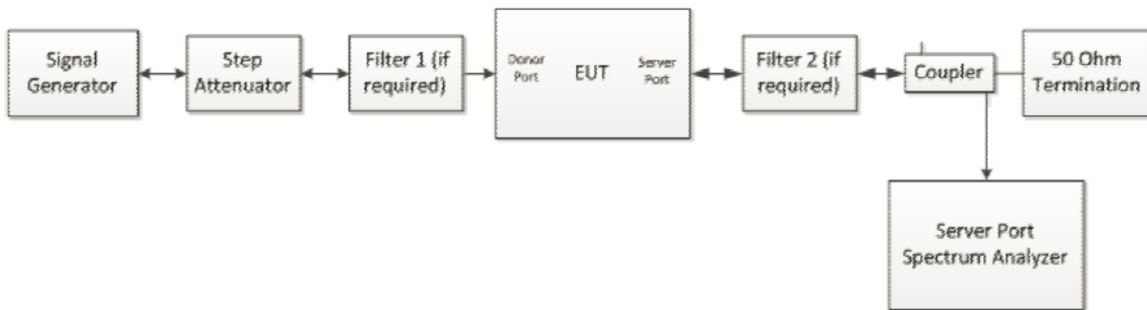 Signal
Generator
Step
Attenuator
Filter 1 (if
required)
Donor
Port
EUT
Server
Port
Filter 2 (if
required)
Coupler
50 Ohm
Termination
Server Port
Spectrum Analyzer